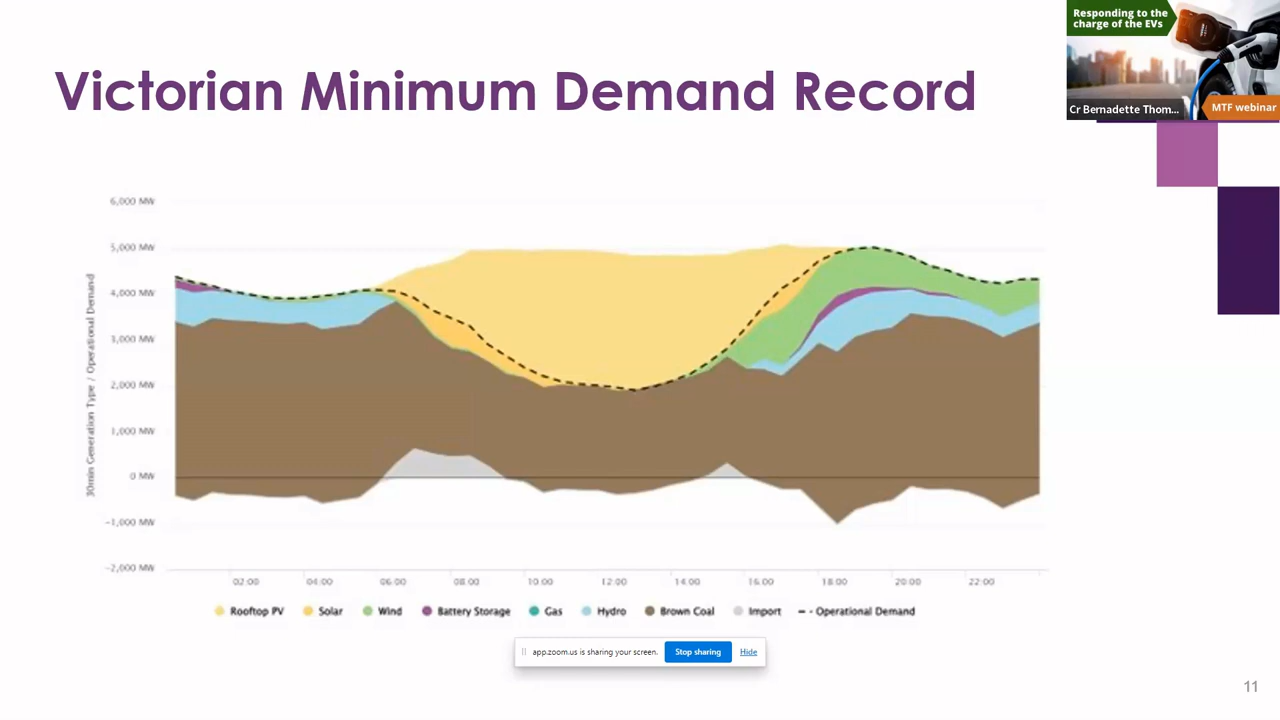 Responding to the
charge of the EVs
Cr Bernadette Thom...
MTF webinar
Victorian Minimum Demand Record
30min Generation Type / Operational Demand
6,000 MW
5,000 MW
4,000 MW
3,000 MW
2,000 MW
1,000 MW
0 MW
-1,000 MW
-2,000 MW
02:00 04:00 06:00 08:00 10:00 12:00 14:00 16:00 18:00 20:00 22:00
Rooftop PV Solar Wind Battery Storage Gas Hydro Brown Coal Import Operational Demand
app.zoom.us is sharing your screen. Stop sharing Hide
11